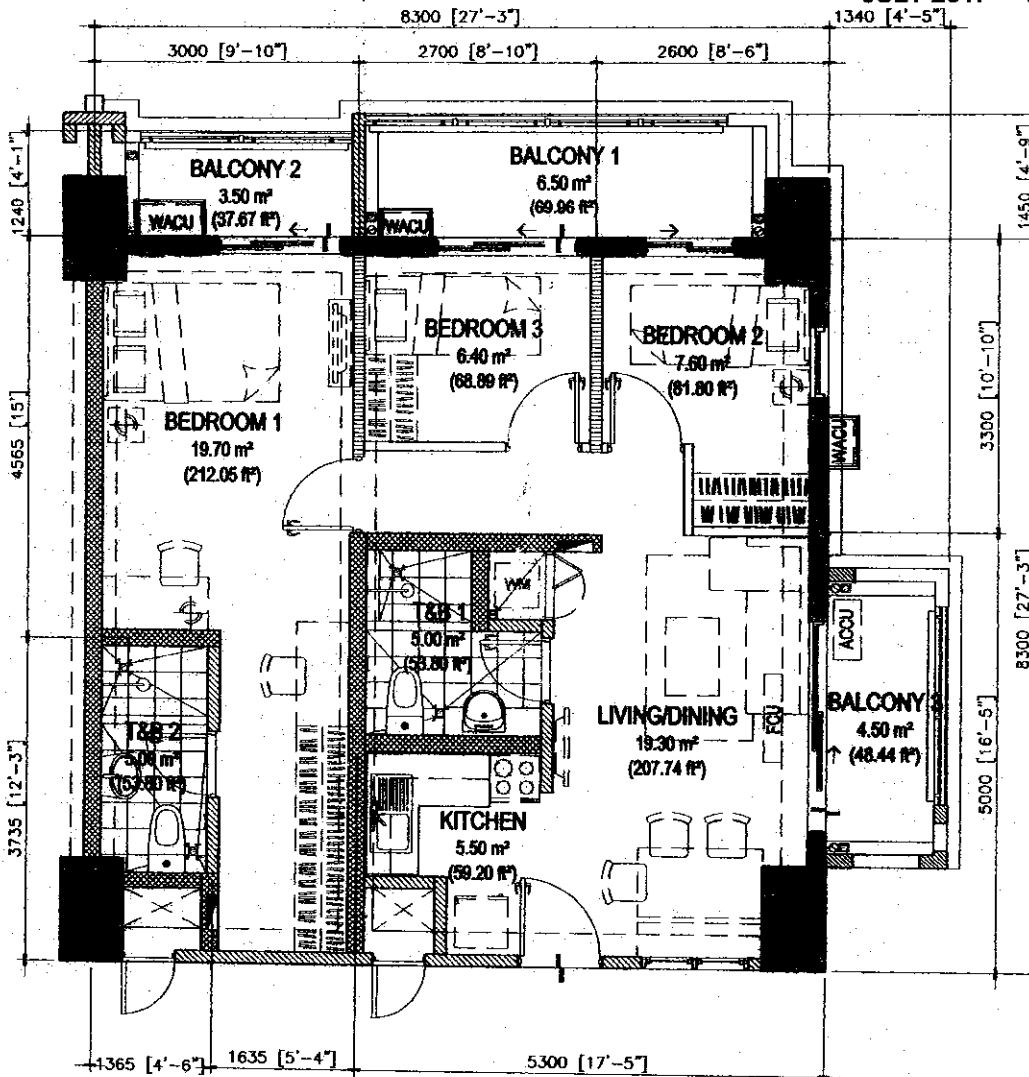 8300 [27'-3"]
1340 [4'-5"]
3000 [9'-10"]
2700 [8'-10"]
2600 [8'-6"]
1240 [4'-1"]
1450 [4'-9"]
BALCONY 2
3.50 m²
(37.67 ft²)
WACU
BALCONY 1
6.50 m²
(69.96 ft²)
WACU
BEDROOM 3
6.40 m²
(68.89 ft²)
BEDROOM 2
7.60 m²
(81.80 ft²)
BEDROOM 1
19.70 m²
(212.05 ft²)
4565 [15']
3300 [10'-10"]
WACU
WM
T&B 1
5.00 m²
(53.80 ft²)
ACCU
8300 [27'-3"]
LIVING/DINING
19.30 m²
(207.74 ft²)
FCU
BALCONY 3
4.50 m²
(48.44 ft²)
T&B 2
5.00 m²
(53.80 ft²)
3735 [12'-3"]
5000 [16'-5"]
KITCHEN
5.50 m²
(59.20 ft²)
1365 [4'-6"]
1635 [5'-4"]
5300 [17'-5"]